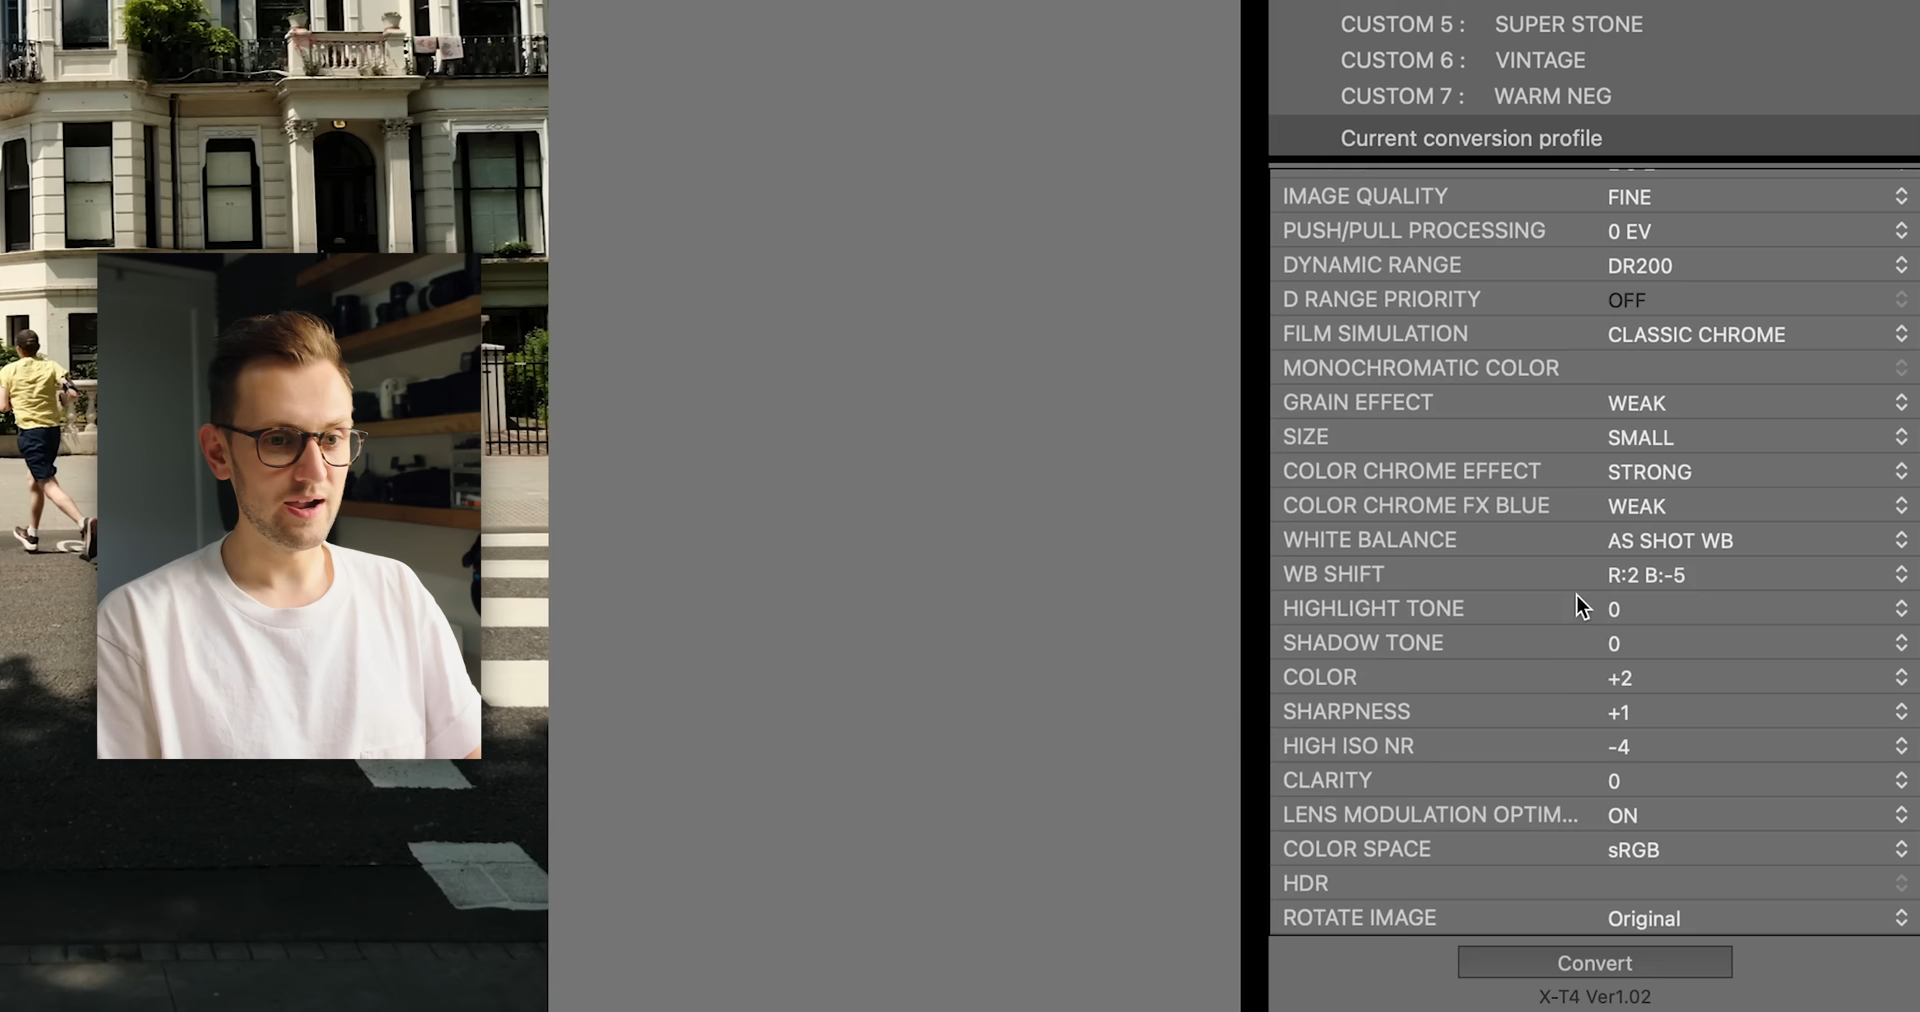 CUSTOM 5 : SUPER STONE
CUSTOM 6 : VINTAGE
CUSTOM 7 : WARM NEG
Current conversion profile
IMAGE QUALITY FINE
PUSH/PULL PROCESSING 0 EV
DYNAMIC RANGE DR200
D RANGE PRIORITY OFF
FILM SIMULATION CLASSIC CHROME
MONOCHROMATIC COLOR
GRAIN EFFECT WEAK
SIZE SMALL
COLOR CHROME EFFECT STRONG
COLOR CHROME FX BLUE WEAK
WHITE BALANCE AS SHOT WB
WB SHIFT R:2 B:-5
HIGHLIGHT TONE 0
SHADOW TONE 0
COLOR +2
SHARPNESS +1
HIGH ISO NR -4
CLARITY 0
LENS MODULATION OPTIM... ON
COLOR SPACE sRGB
HDR
ROTATE IMAGE Original
Convert
X-T4 Ver1.02